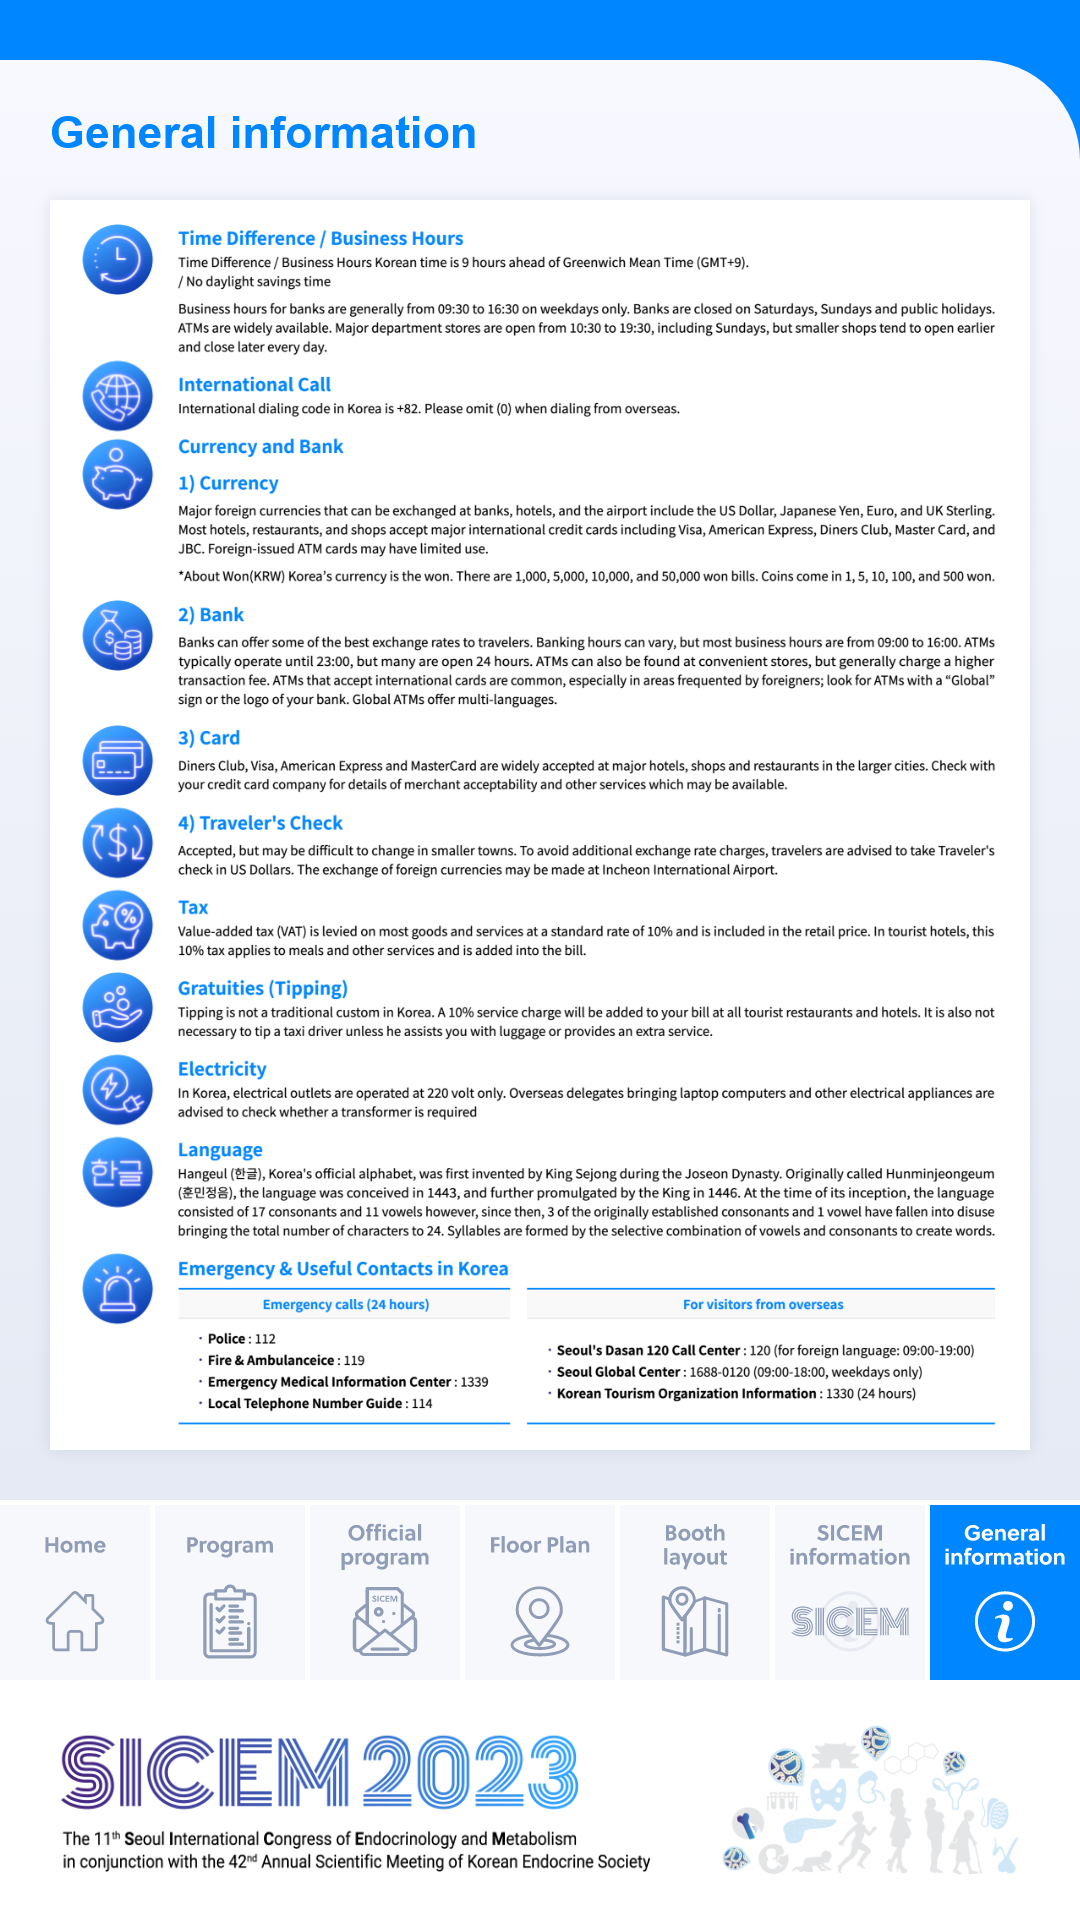 General information
Time Difference / Business Hours
Time Difference / Business Hours Korean time is 9 hours ahead of Greenwich Mean Time (GMT+9).
/ No daylight savings time
Business hours for banks are generally from 09:30 to 16:30 on weekdays only. Banks are closed on Saturdays, Sundays and public holidays.
ATMs are widely available. Major department stores are open from 10:30 to 19:30, including Sundays, but smaller shops tend to open earlier
and close later every day.
International Call
International dialing code in Korea is +82. Please omit (0) when dialing from overseas.
Currency and Bank
1) Currency
Major foreign currencies that can be exchanged at banks, hotels, and the airport include the US Dollar, Japanese Yen, Euro, and UK Sterling.
Most hotels, restaurants, and shops accept major international credit cards including Visa, American Express, Diners Club, Master Card, and
JBC. Foreign-issued ATM cards may have limited use.
*About Won(KRW) Korea's currency is the won. There are 1,000, 5,000, 10,000, and 50,000 won bills. Coins come in 1, 5, 10, 100, and 500 won.
2) Bank
Banks can offer some of the best exchange rates to travelers. Banking hours can vary, but most business hours are from 09:00 to 16:00. ATMs
typically operate until 23:00, but many are open 24 hours. ATMs can also be found at convenient stores, but generally charge a higher
transaction fee. ATMs that accept international cards are common, especially in areas frequented by foreigners; look for ATMs with a “Global”
sign or the logo of your bank. Global ATMs offer multi-languages.
3) Card
Diners Club, Visa, American Express and MasterCard are widely accepted at major hotels, shops and restaurants in the larger cities. Check with
your credit card company for details of merchant acceptability and other services which may be available.
4) Traveler's Check
Accepted, but may be difficult to change in smaller towns. To avoid additional exchange rate charges, travelers are advised to take Traveler's
check in US Dollars. The exchange of foreign currencies may be made at Incheon International Airport.
Tax
Value-added tax (VAT) is levied on most goods and services at a standard rate of 10% and is included in the retail price. In tourist hotels, this
10% tax applies to meals and other services and is added into the bill.
Gratuities (Tipping)
Tipping is not a traditional custom in Korea. A 10% service charge will be added to your bill at all tourist restaurants and hotels. It is also not
necessary to tip a taxi driver unless he assists you with luggage or provides an extra service.
Electricity
In Korea, electrical outlets are operated at 220 volt only. Overseas delegates bringing laptop computers and other electrical appliances are
advised to check whether a transformer is required
한글
Language
Hangeul (한글), Korea's official alphabet, was first invented by King Sejong during the Joseon Dynasty. Originally called Hunminjeongeum
(훈민정음), the language was conceived in 1443, and further promulgated by the King in 1446. At the time of its inception, the language
consisted of 17 consonants and 11 vowels however, since then, 3 of the originally established consonants and 1 vowel have fallen into disuse
bringing the total number of characters to 24. Syllables are formed by the selective combination of vowels and consonants to create words.
Emergency & Useful Contacts in Korea
Emergency calls (24 hours)
· Police : 112
· Fire & Ambulanceice : 119
· Emergency Medical Information Center : 1339
· Local Telephone Number Guide : 114
For visitors from overseas
· Seoul's Dasan 120 Call Center : 120 (for foreign language: 09:00-19:00)
· Seoul Global Center : 1688-0120 (09:00-18:00, weekdays only)
· Korean Tourism Organization Information : 1330 (24 hours)
Home
Program
Official
program
SICEM
Floor Plan
Booth
layout
SICEM
information
SICEM
General
information
SICEM 2023
The 11th Seoul International Congress of Endocrinology and Metabolism
in conjunction with the 42nd Annual Scientific Meeting of Korean Endocrine Society